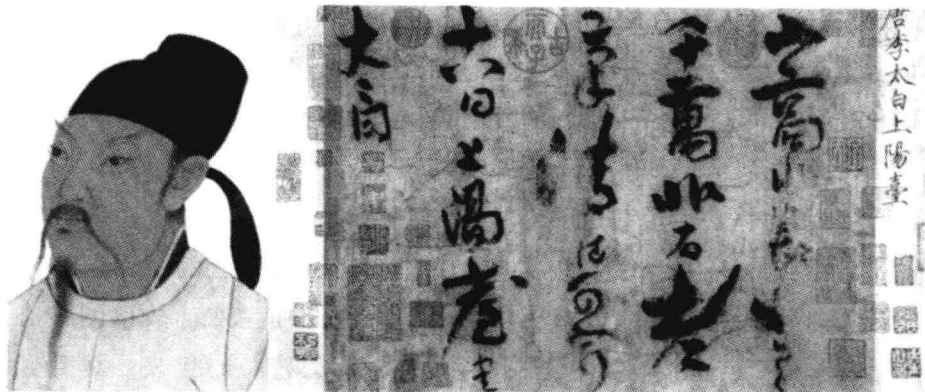 唐李太白上陽臺
山高水長物象
千萬非有老
筆清壯可窮
十八日上陽臺書
太白